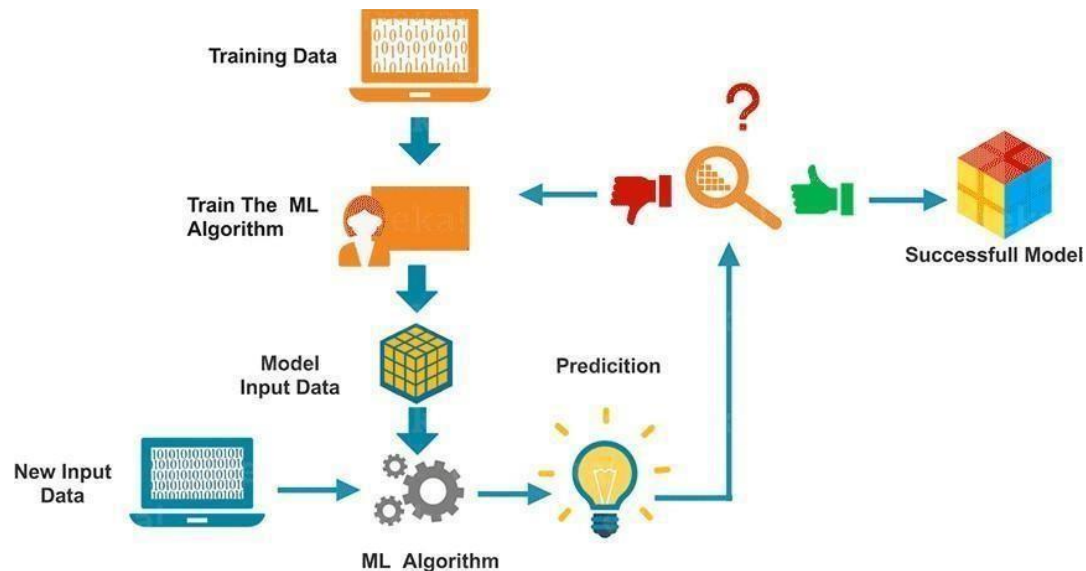 Training Data
?
Train The ML
Algorithm
Successfull Model
Model
Input Data
Predicition
New Input
Data
ML Algorithm